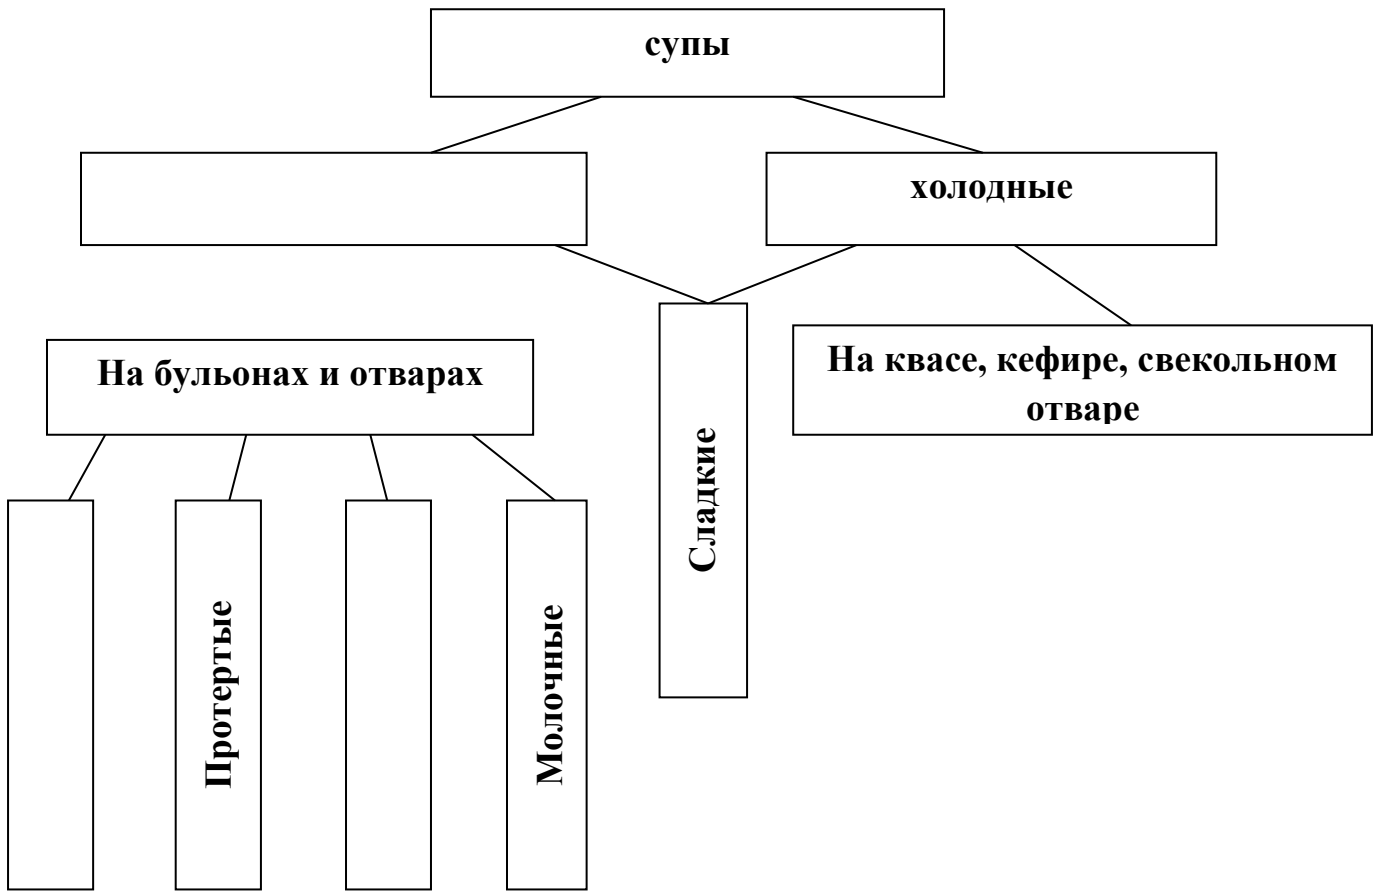 супы
холодные
На бульонах и отварах
На квасе, кефире, свекольном
отваре
Сладкие
Протертые
Молочные